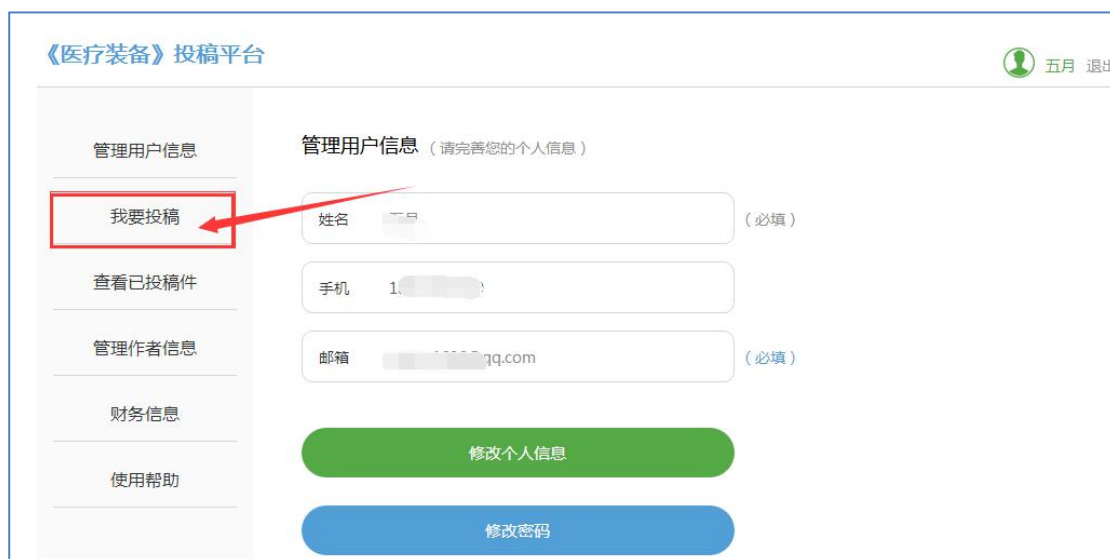 《医疗装备》投稿平台
五月 退出
管理用户信息
我要投稿
查看已投稿件
管理作者信息
财务信息
使用帮助
管理用户信息（请完善您的个人信息）
姓名 （必填）
手机 1
邮箱 qq.com （必填）
修改个人信息
修改密码